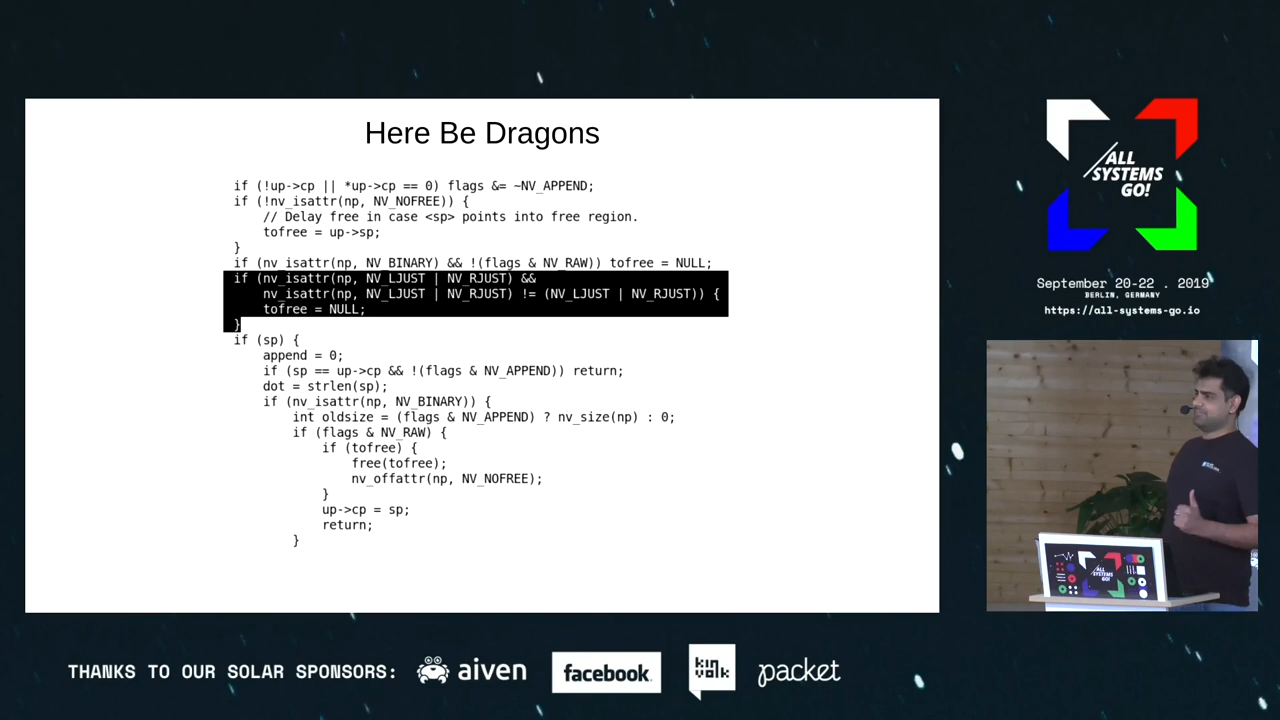 Here Be Dragons
if (!up->cp || *up->cp == 0) flags &= ~NV_APPEND;
if (!nv_isattr(np, NV_NOFREE)) {
    // Delay free in case <sp> points into free region.
    tofree = up->sp;
}
if (nv_isattr(np, NV_BINARY) && !(flags & NV_RAW)) tofree = NULL;
if (nv_isattr(np, NV_LJUST | NV_RJUST) &&
    nv_isattr(np, NV_LJUST | NV_RJUST) != (NV_LJUST | NV_RJUST)) {
    tofree = NULL;
}
if (sp) {
    append = 0;
    if (sp == up->cp && !(flags & NV_APPEND)) return;
    dot = strlen(sp);
    if (nv_isattr(np, NV_BINARY)) {
        int oldsize = (flags & NV_APPEND) ? nv_size(np) : 0;
        if (flags & NV_RAW) {
            if (tofree) {
                free(tofree);
                nv_offattr(np, NV_NOFREE);
            }
            up->cp = sp;
            return;
        }
/ALL
SYSTEMS
GO!
September 20-22 . 2019
BERLIN, GERMANY
https://all-systems-go.io
ALL
SYSTEMS
GO!
THANKS TO OUR SOLAR SPONSORS:
aiven
facebook
kinvolk
packet